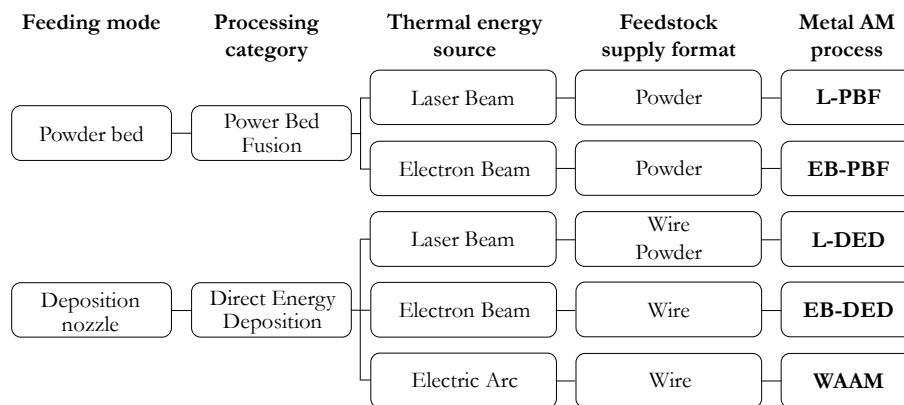 Feeding mode
Processing
category
Thermal energy
source
Feedstock
supply format
Metal AM
process
Powder bed
Power Bed
Fusion
Laser Beam
Powder
L-PBF
Electron Beam
Powder
EB-PBF
Deposition
nozzle
Direct Energy
Deposition
Laser Beam
Wire
Powder
L-DED
Electron Beam
Wire
EB-DED
Electric Arc
Wire
WAAM